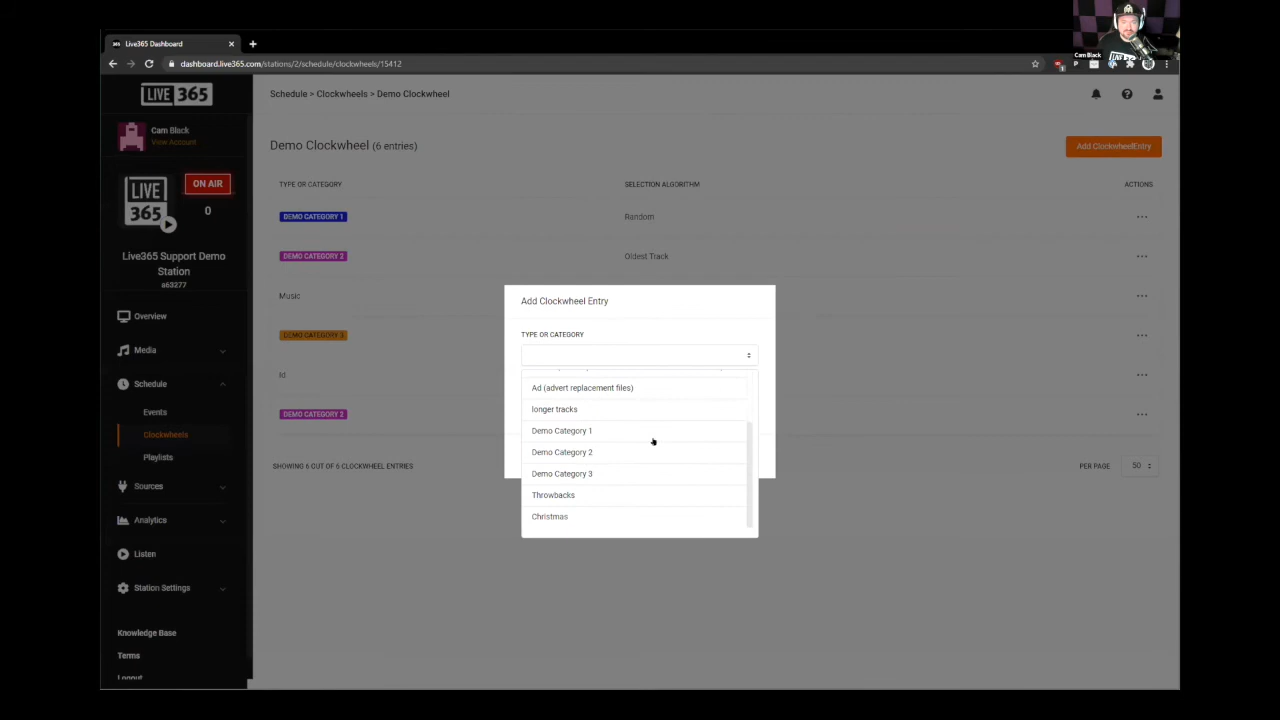 Live365 Dashboard
Cam Black
dashboard.live365.com/stations/2/schedule/clockwheels/15412
LIVE 365
Schedule > Clockwheels > Demo Clockwheel
Cam Black
View Account
Demo Clockwheel (6 entries)
Add ClockwheelEntry
LIVE 365
ON AIR
0
TYPE OR CATEGORY
SELECTION ALGORITHM
ACTIONS
DEMO CATEGORY 1
Random
DEMO CATEGORY 2
Oldest Track
Live365 Support Demo
Station
a63277
Music
Add Clockwheel Entry
Overview
DEMO CATEGORY 3
TYPE OR CATEGORY
Media
Id
Schedule
Ad (advert replacement files)
Events
DEMO CATEGORY 2
longer tracks
Clockwheels
Demo Category 1
Playlists
Demo Category 2
SHOWING 6 OUT OF 6 CLOCKWHEEL ENTRIES
PER PAGE
50
Demo Category 3
Sources
Throwbacks
Analytics
Christmas
Listen
Station Settings
Knowledge Base
Terms
Logout